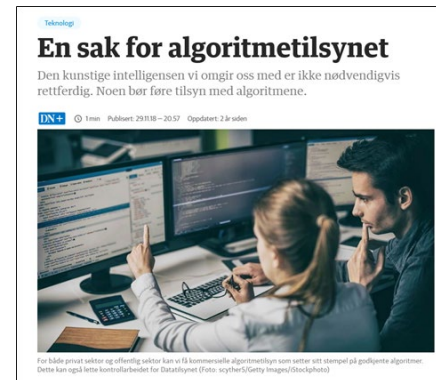 Teknologi
En sak for algoritmetilsynet
Den kunstige intelligensen vi omgir oss med er ikke nødvendigvis
rettferdig. Noen bør føre tilsyn med algoritmene.
DN+ 1 min Publisert: 29.11.18 – 20.57 Oppdatert: 2 år siden
For både privat sektor og offentlig sektor kan vi få kommersielle algoritmetilsyn som setter sitt stempel på godkjente algoritmer.
Dette kan også lette kontrollarbeidet for Datatilsynet (Foto: scyther5/Getty Images/iStockphoto)